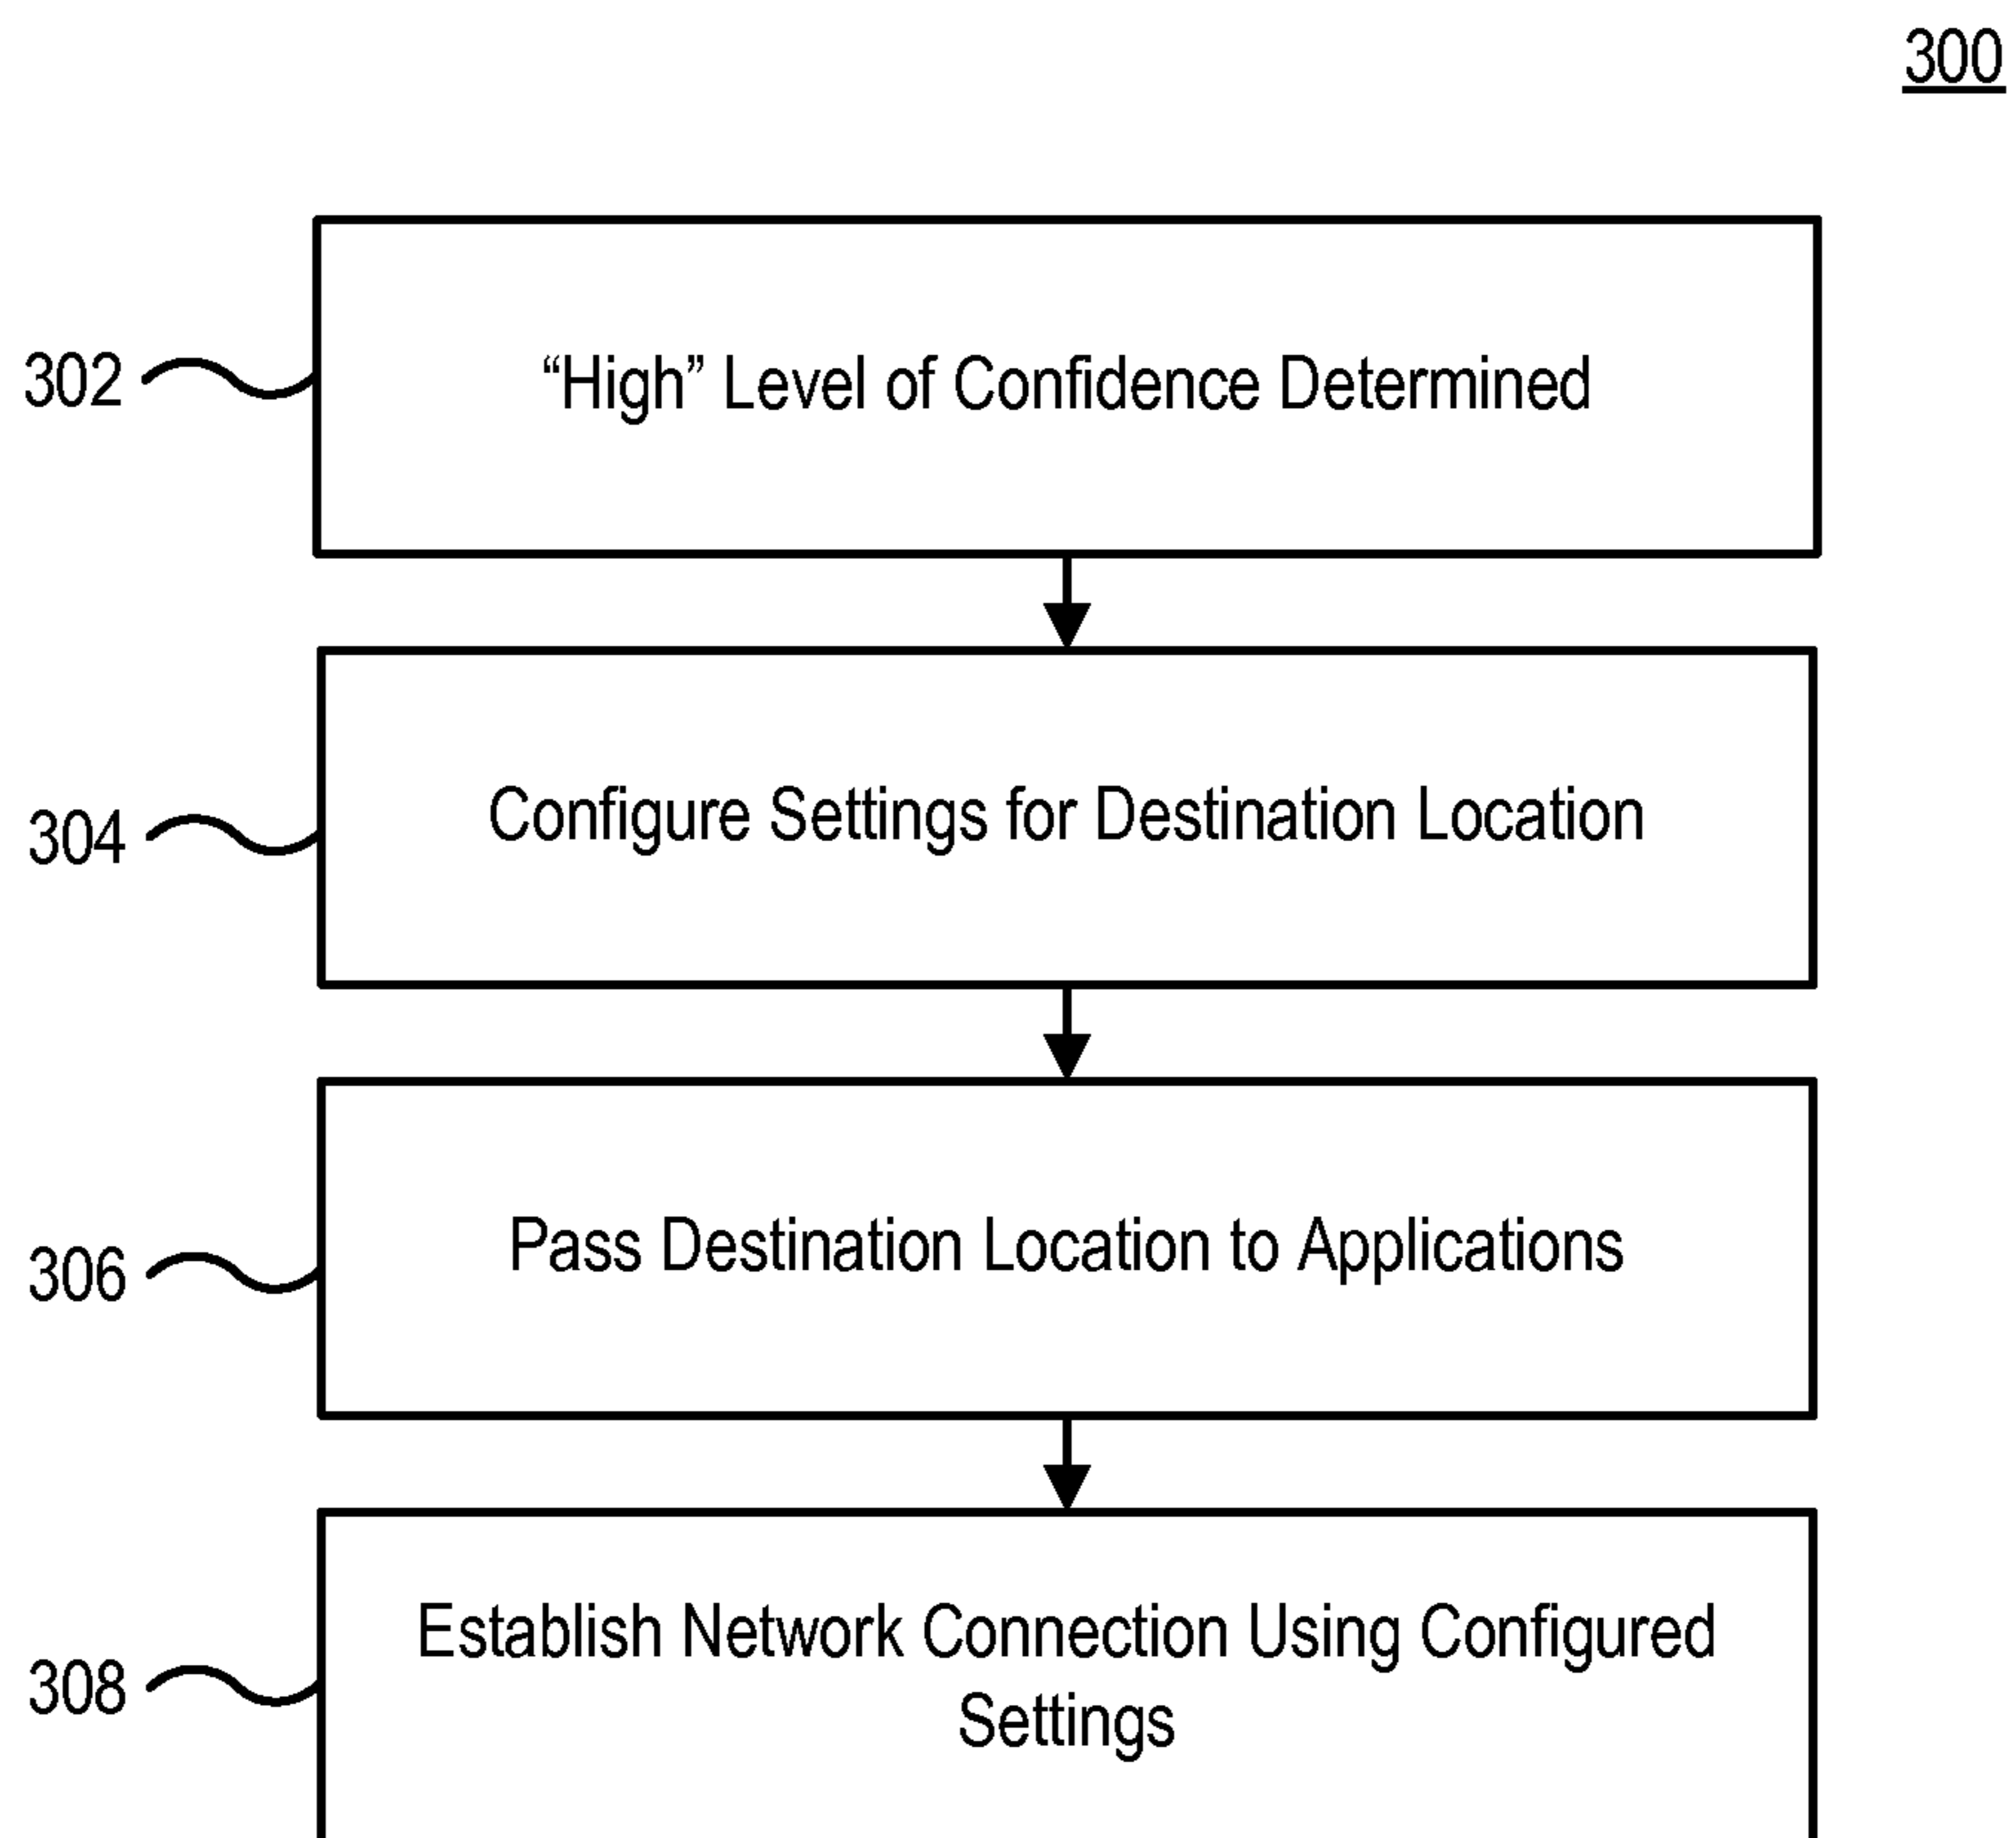 300
302
“High” Level of Confidence Determined
304
Configure Settings for Destination Location
306
Pass Destination Location to Applications
308
Establish Network Connection Using Configured
Settings